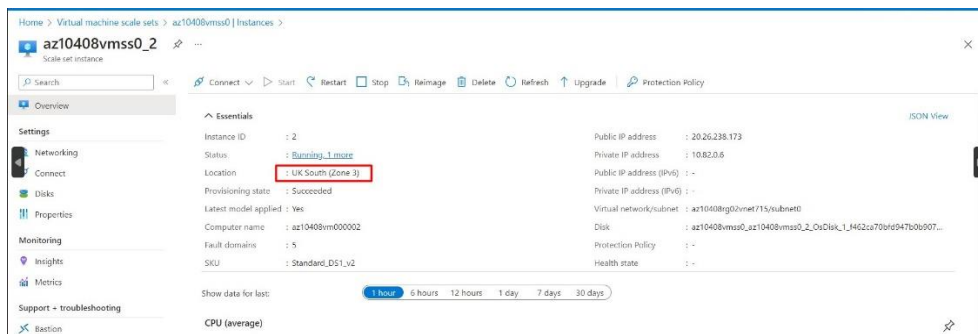 Home > Virtual machine scale sets > az10408vmss0 | Instances >
az10408vmss0_2
Scale set instance
Search
Connect Start Restart Stop Reimage Delete Refresh Upgrade Protection Policy
Overview
Essentials JSON View
Settings
Instance ID : 2 Public IP address : 20.26.238.173
Networking
Status : Running, 1 more Private IP address : 10.82.0.6
Connect
Location : UK South (Zone 3) Public IP address (IPv6) : -
Disks
Provisioning state : Succeeded Private IP address (IPv6) : -
Properties
Latest model applied : Yes Virtual network/subnet : az10408rg02vnet715/subnet0
Computer name : az10408vm000002 Disk : az10408vmss0_az10408vmss0_2_OsDisk_1_f462ca70bfd947b0b907...
Monitoring
Fault domains : 5 Protection Policy : -
Insights
SKU : Standard_DS1_v2 Health state : -
Metrics
Show data for last: 1 hour 6 hours 12 hours 1 day 7 days 30 days
Support + troubleshooting
CPU (average)
Bastion